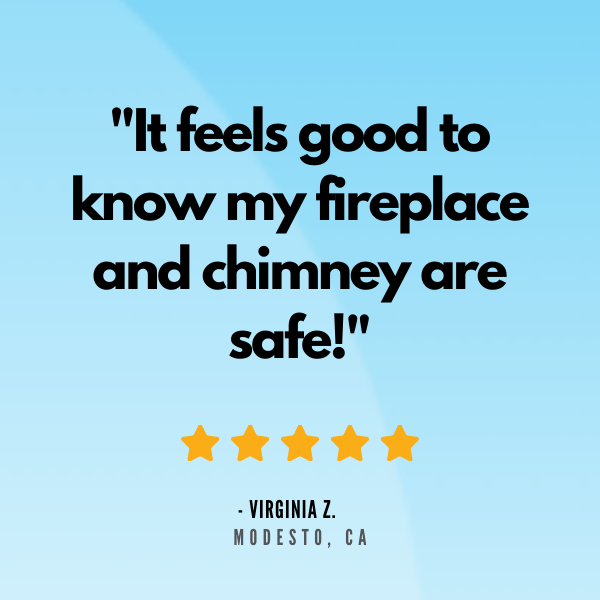 "It feels good to
know my fireplace
and chimney are
safe!"
- VIRGINIA Z.
MODESTO, CA